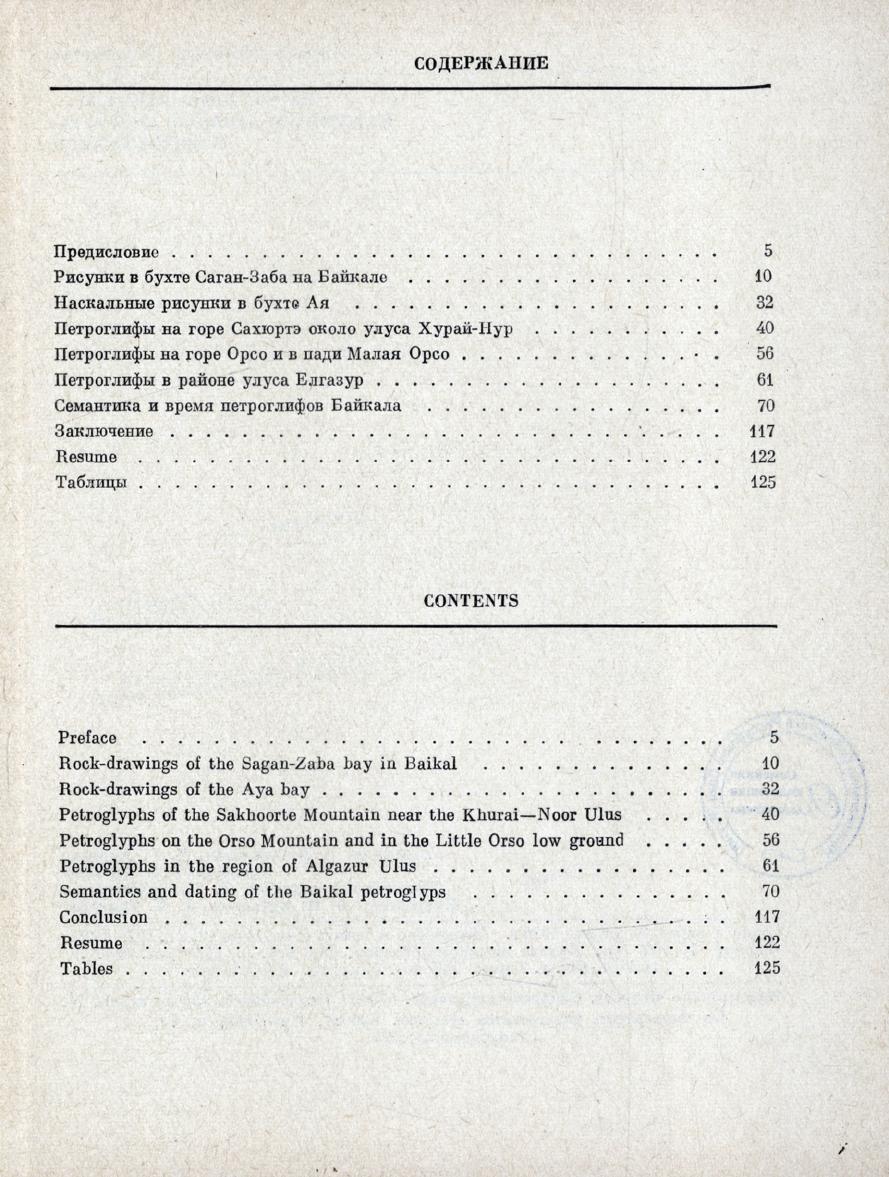 СОДЕРЖАНИЕ
Предисловие . . . . . . . . . . . . . . . . . . . . . . . 5
Рисунки в бухте Саган-Заба на Байкале . . . . . . . . . . . . . 10
Наскальные рисунки в бухте Ая . . . . . . . . . . . . . . . . 32
Петроглифы на горе Сахюртэ около улуса Хурай-Нур . . . . . . . . 40
Петроглифы на горе Орсо и в пади Малая Орсо . . . . . . . . . . . 56
Петроглифы в районе улуса Елгазур . . . . . . . . . . . . . . . 61
Семантика и время петроглифов Байкала . . . . . . . . . . . . . 70
Заключение . . . . . . . . . . . . . . . . . . . . . . . 117
Resume . . . . . . . . . . . . . . . . . . . . . . . . . 122
Таблицы . . . . . . . . . . . . . . . . . . . . . . . . . 125
CONTENTS
Preface . . . . . . . . . . . . . . . . . . . . . . . . 5
Rock-drawings of the Sagan-Zaba bay in Baikal . . . . . . . . . . . 10
Rock-drawings of the Aya bay . . . . . . . . . . . . . . . . . 32
Petroglyphs of the Sakhoorte Mountain near the Khurai—Noor Ulus . . . . 40
Petroglyphs on the Orso Mountain and in the Little Orso low ground . . . . . 56
Petroglyphs in the region of Algazur Ulus . . . . . . . . . . . . . 61
Semantics and dating of the Baikal petroglyps . . . . . . . . . . . 70
Conclusion . . . . . . . . . . . . . . . . . . . . . . . . 117
Resume . . . . . . . . . . . . . . . . . . . . . . . . . 122
Tables . . . . . . . . . . . . . . . . . . . . . . . . . 125